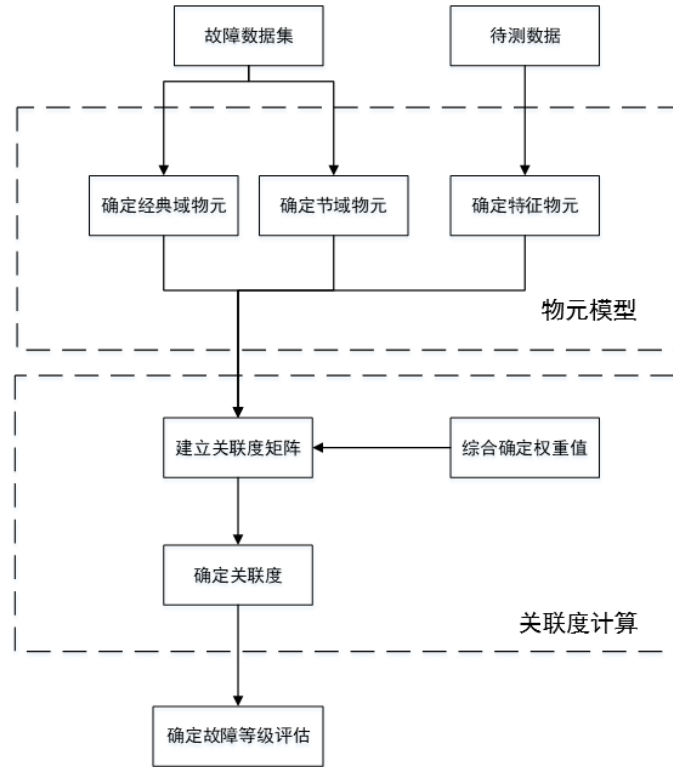 故障数据集
待测数据
确定经典域物元
确定节域物元
确定特征物元
物元模型
建立关联度矩阵
综合确定权重值
确定关联度
关联度计算
确定故障等级评估